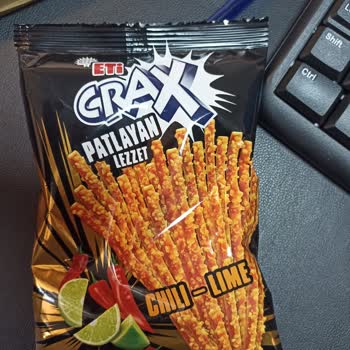 ETi
CRAX
PATLAYAN
LEZZET
CHILI - LIME
Shift
Ctrl